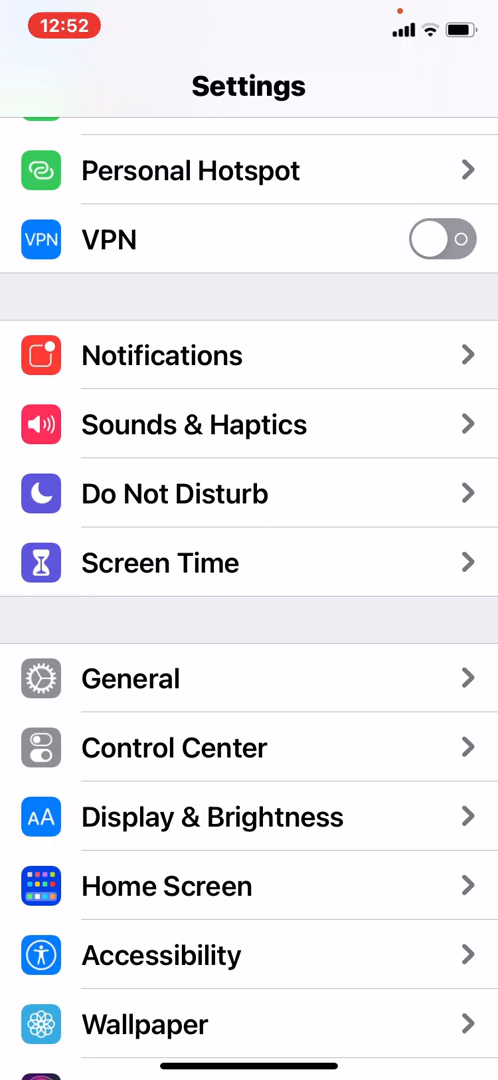 12:52
Settings
Personal Hotspot
VPN VPN
Notifications
Sounds & Haptics
Do Not Disturb
Screen Time
General
Control Center
AA Display & Brightness
Home Screen
Accessibility
Wallpaper